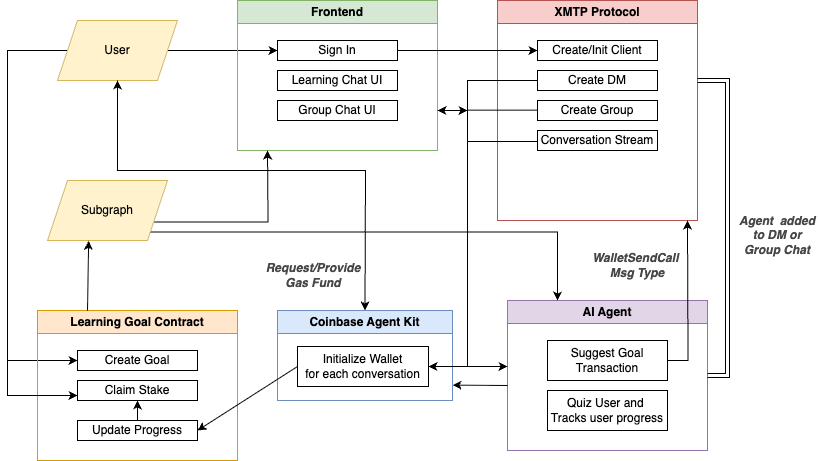 Frontend
XMTP Protocol
User
Sign In
Create/Init Client
Learning Chat UI
Create DM
Group Chat UI
Create Group
Conversation Stream
Subgraph
Agent added
to DM or
Group Chat
WalletSendCall
Msg Type
Request/Provide
Gas Fund
Learning Goal Contract
Coinbase Agent Kit
AI Agent
Create Goal
Initialize Wallet
for each conversation
Suggest Goal
Transaction
Claim Stake
Quiz User and
Tracks user progress
Update Progress